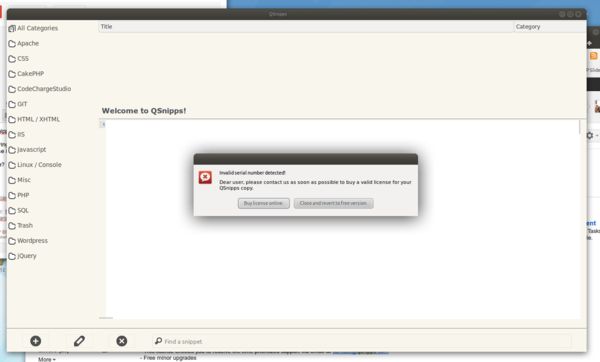 QSnipps
All Categories
Title
Category
Apache
CSS
CakePHP
CodeChargeStudio
GIT
HTML / XHTML
IIS
Javascript
Linux / Console
Misc
PHP
SQL
Trash
Wordpress
jQuery
Welcome to QSnipps!
Invalid serial number detected!
Dear user, please contact us as soon as possible to buy a valid license for your
QSnipps copy.
Buy license online.
Close and revert to free version.
Find a snippet
More
- Free minor upgrades
Tasks